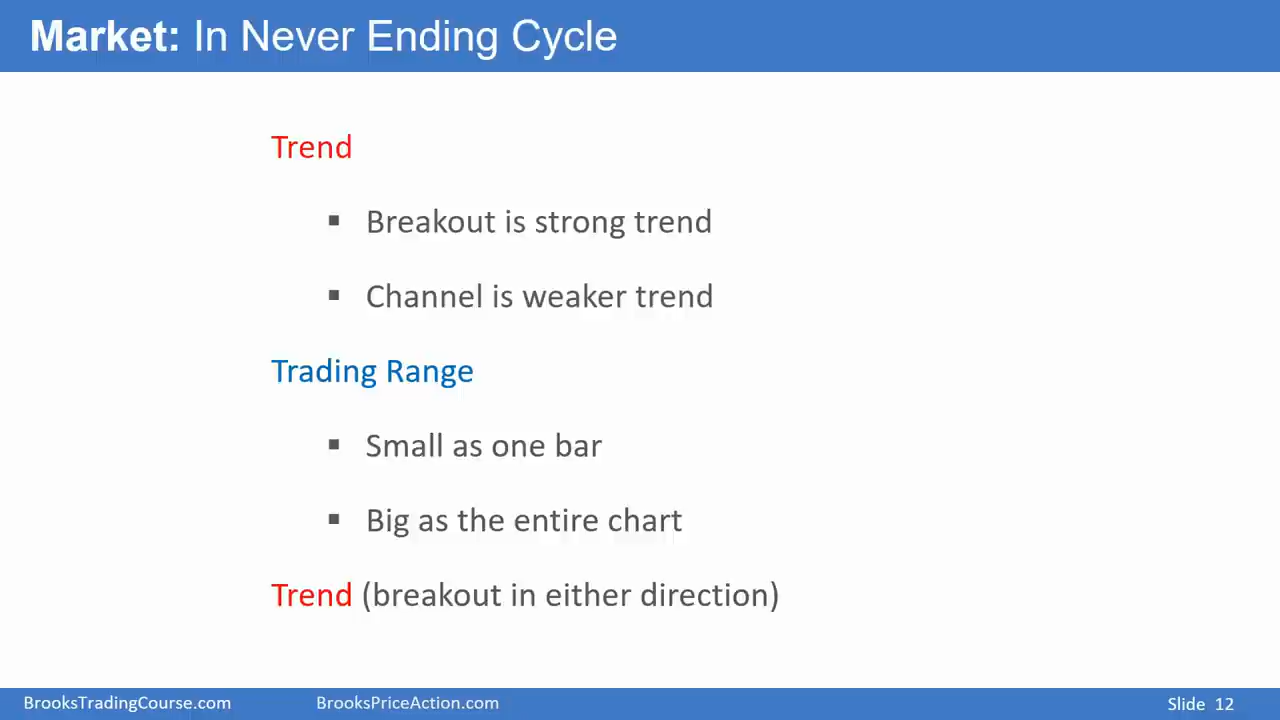 Market: In Never Ending Cycle
Trend
▪ Breakout is strong trend
▪ Channel is weaker trend
Trading Range
▪ Small as one bar
▪ Big as the entire chart
Trend (breakout in either direction)
BrooksTradingCourse.com BrooksPriceAction.com Slide 12